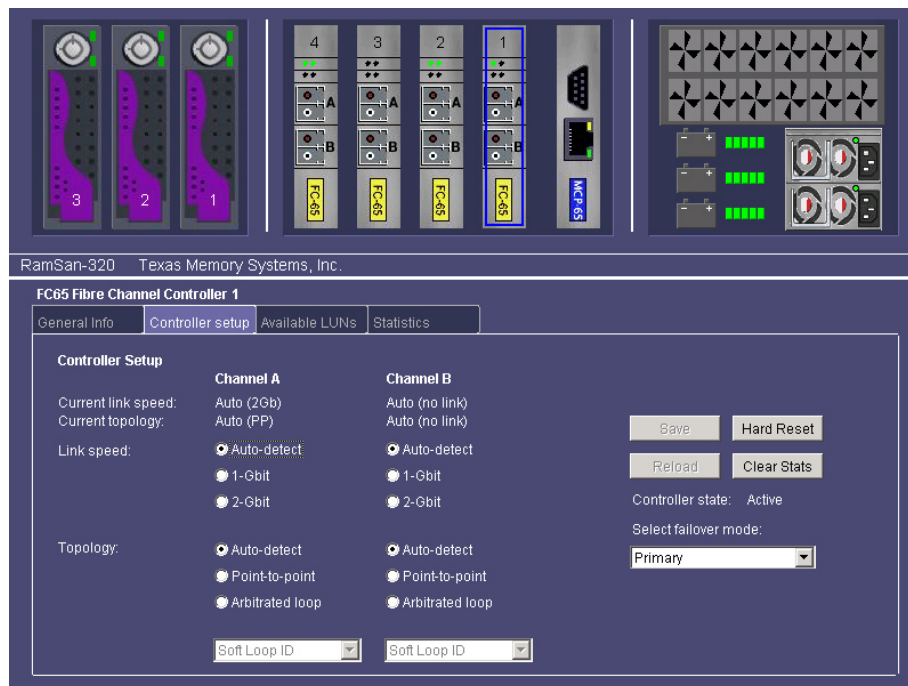 4 3 2 1
A A A A
B B B B
3 2 1
FC-65 FC-65 FC-65 FC-65 MCP-65
- +
- +
- +
RamSan-320 Texas Memory Systems, Inc.
FC65 Fibre Channel Controller 1
General Info Controller setup Available LUNs Statistics
Controller Setup
Channel A Channel B
Current link speed: Auto (2Gb) Auto (no link)
Current topology: Auto (PP) Auto (no link)
Save Hard Reset
Link speed: Auto-detect Auto-detect
Reload Clear Stats
1-Gbit 1-Gbit
2-Gbit 2-Gbit
Controller state: Active
Select failover mode:
Topology: Auto-detect Auto-detect
Primary
Point-to-point Point-to-point
Arbitrated loop Arbitrated loop
Soft Loop ID Soft Loop ID